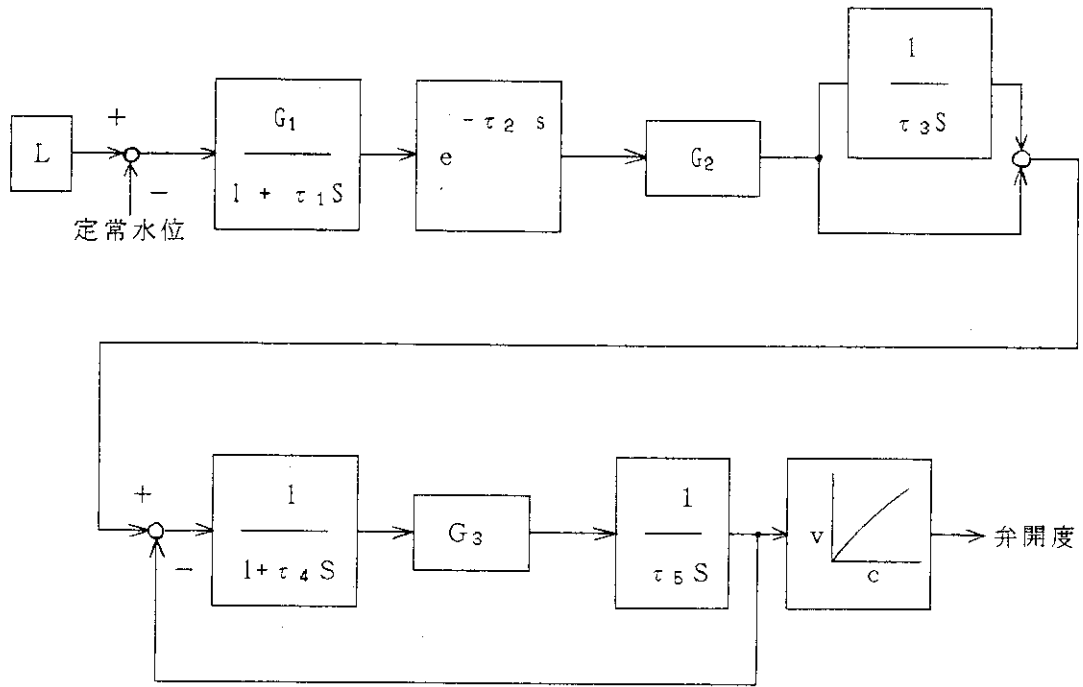 L
+
−
定常水位
G₁
1 + τ₁S
e^{-τ₂ s}
G₂
1
τ₃S
+
−
1
1+τ₄S
G₃
1
τ₅S
v
c
弁開度